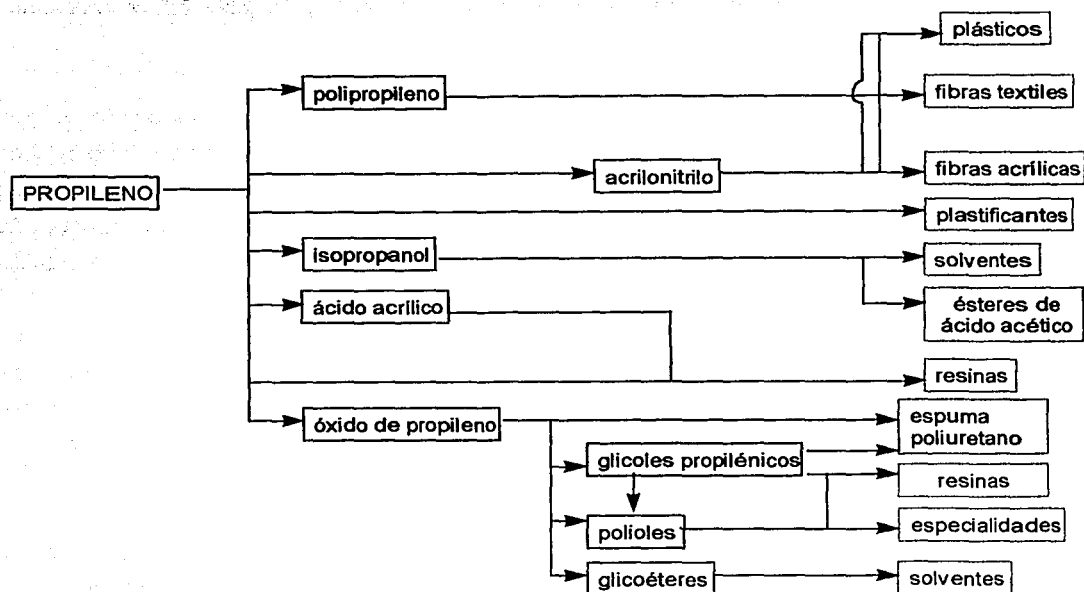 plásticos
polipropileno
fibras textiles
PROPILENO
acrilonitrilo
fibras acrílicas
plastificantes
isopropanol
solventes
ácido acrílico
ésteres de
ácido acético
resinas
óxido de propileno
espuma
poliuretano
glicoles propilénicos
resinas
polioles
especialidades
glicoéteres
solventes